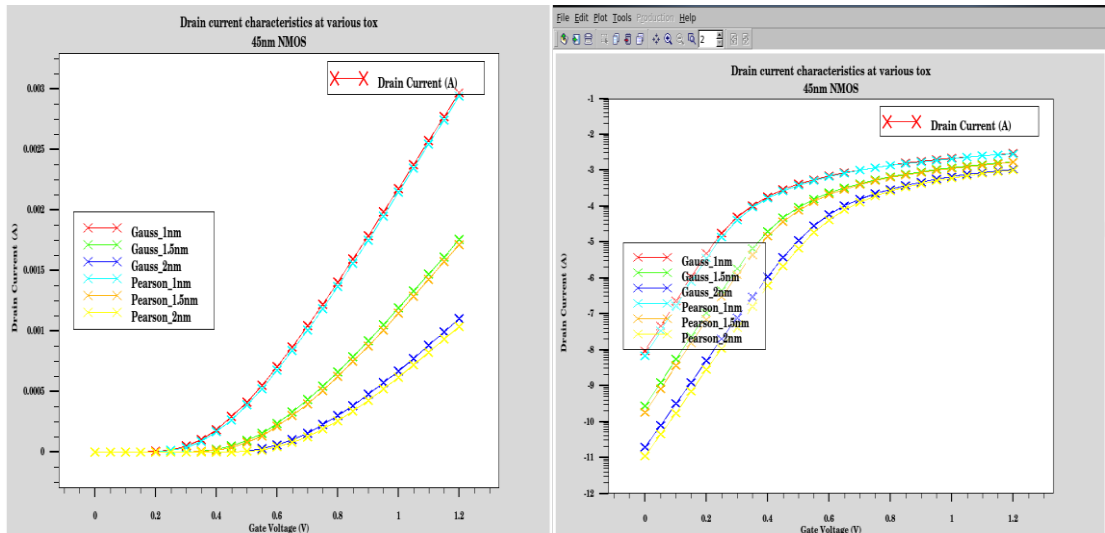 Drain current characteristics at various tox
45nm NMOS
Drain Current (A)
0.003
0.0025
0.002
0.0015
0.001
0.0005
0
Drain Current (A)
Gauss_1nm
Gauss_1.5nm
Gauss_2nm
Pearson_1nm
Pearson_1.5nm
Pearson_2nm
0 0.2 0.4 0.6 0.8 1 1.2
Gate Voltage (V)
File Edit Plot Tools Production Help
2
Drain current characteristics at various tox
45nm NMOS
Drain Current (A)
-1
-2
-3
-4
-5
-6
-7
-8
-9
-10
-11
-12
Drain Current (A)
Gauss_1nm
Gauss_1.5nm
Gauss_2nm
Pearson_1nm
Pearson_1.5nm
Pearson_2nm
0 0.2 0.4 0.6 0.8 1 1.2
Gate Voltage (V)